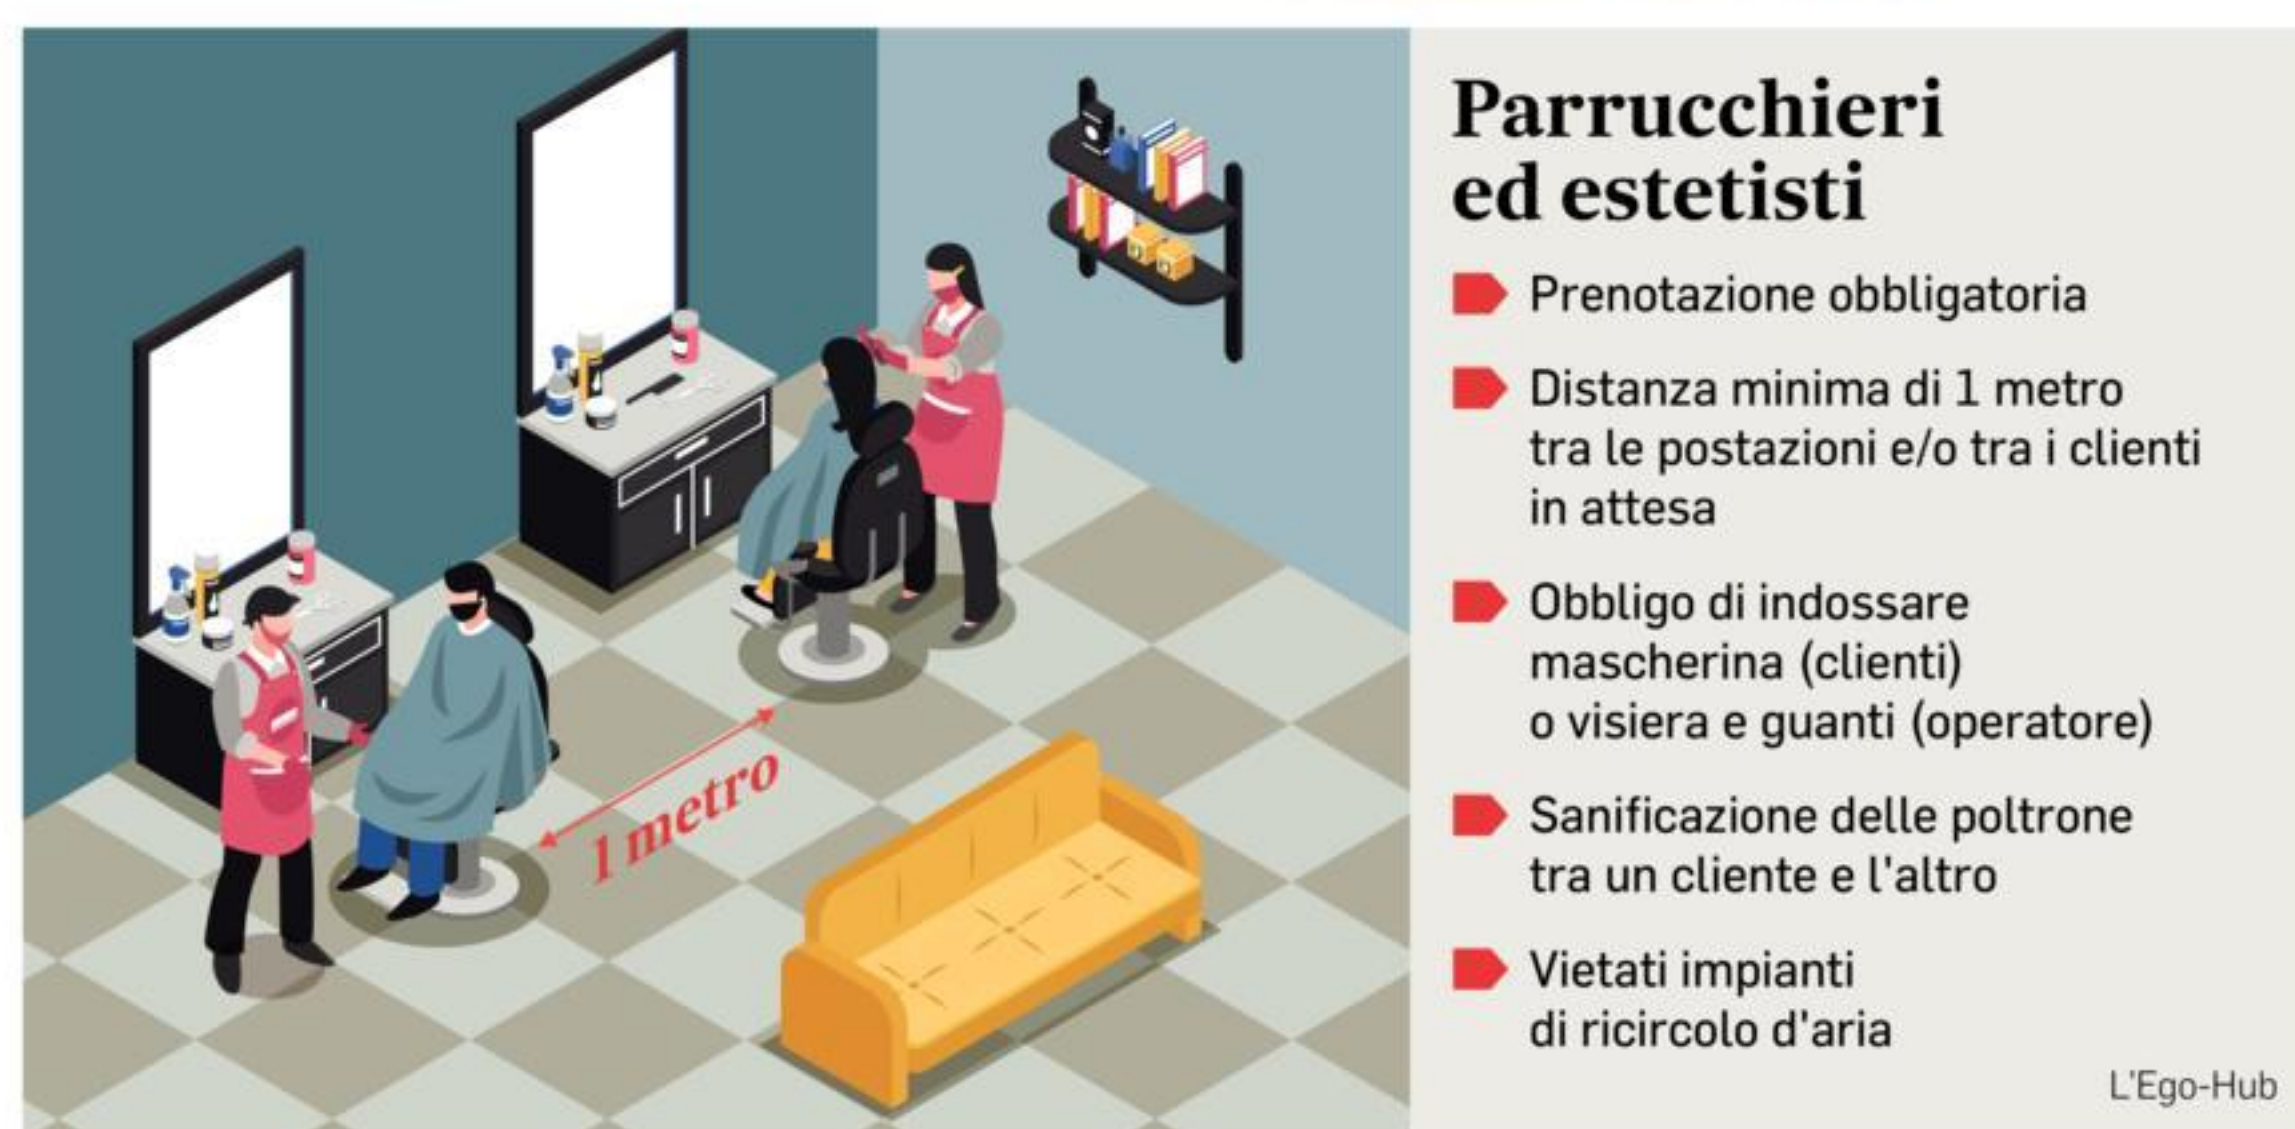 Parrucchieri
ed estetisti
Prenotazione obbligatoria
Distanza minima di 1 metro
tra le postazioni e/o tra i clienti
in attesa
Obbligo di indossare
mascherina (clienti)
o visiera e guanti (operatore)
Sanificazione delle poltrone
tra un cliente e l'altro
Vietati impianti
di ricircolo d'aria
L'Ego-Hub
1 metro